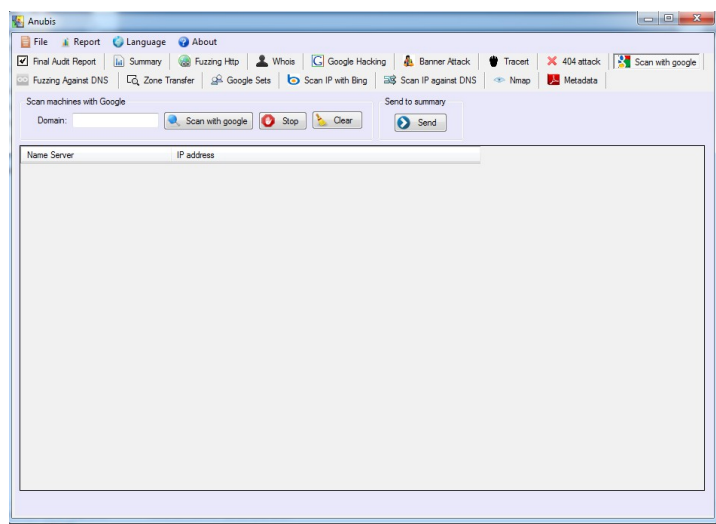 Anubis
File Report Language About
Final Audit Report Summary Fuzzing Http Whois Google Hacking Banner Attack Tracert 404 attack Scan with google
Fuzzing Against DNS Zone Transfer Google Sets Scan IP with Bing Scan IP against DNS Nmap Metadata
Scan machines with Google Send to summary
Domain: Scan with google Stop Clear Send
Name Server IP address